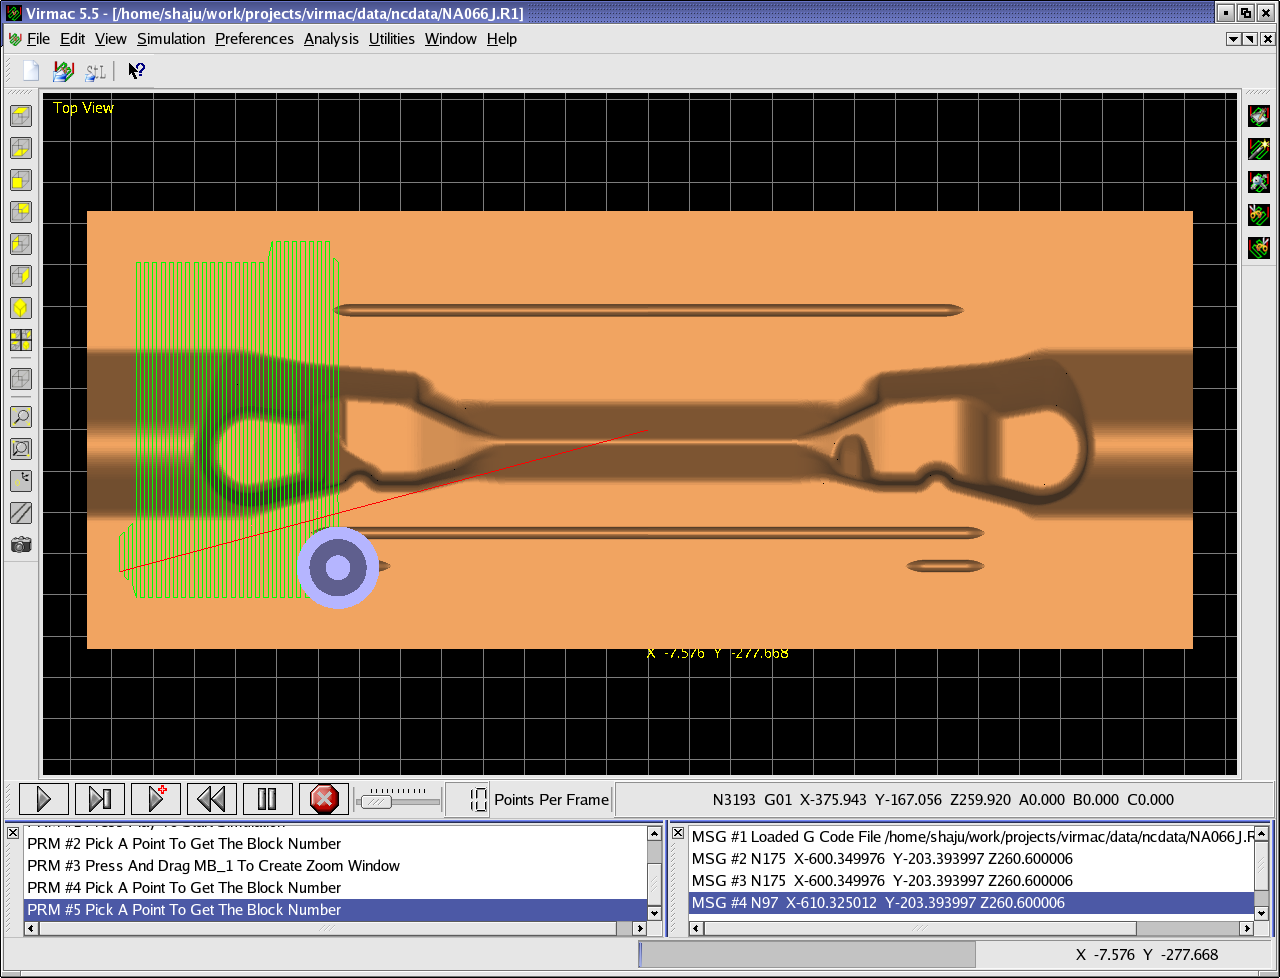 Virmac 5.5 - [/home/shaju/work/projects/virmac/data/ncdata/NA066_J.R1]
File Edit View Simulation Preferences Analysis Utilities Window Help
Top View
X -7.576 Y -277.668
10 Points Per Frame
N3193 G01 X-375.943 Y-167.056 Z259.920 A0.000 B0.000 C0.000
PRM #2 Pick A Point To Get The Block Number
PRM #3 Press And Drag MB_1 To Create Zoom Window
PRM #4 Pick A Point To Get The Block Number
PRM #5 Pick A Point To Get The Block Number
MSG #1 Loaded G Code File /home/shaju/work/projects/virmac/data/ncdata/NA066_J.R
MSG #2 N175 X-600.349976 Y-203.393997 Z260.600006
MSG #3 N175 X-600.349976 Y-203.393997 Z260.600006
MSG #4 N97 X-610.325012 Y-203.393997 Z260.600006
X -7.576 Y -277.668